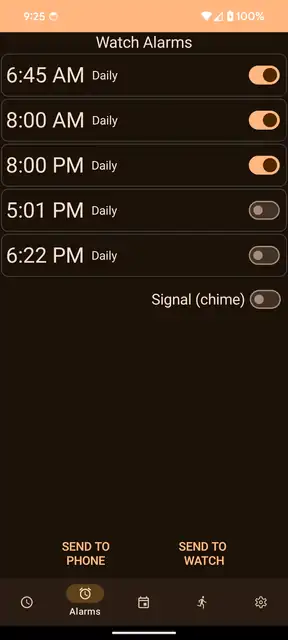 9:25 100%
Watch Alarms
6:45 AM Daily
8:00 AM Daily
8:00 PM Daily
5:01 PM Daily
6:22 PM Daily
Signal (chime)
SEND TO
PHONE
SEND TO
WATCH
Alarms